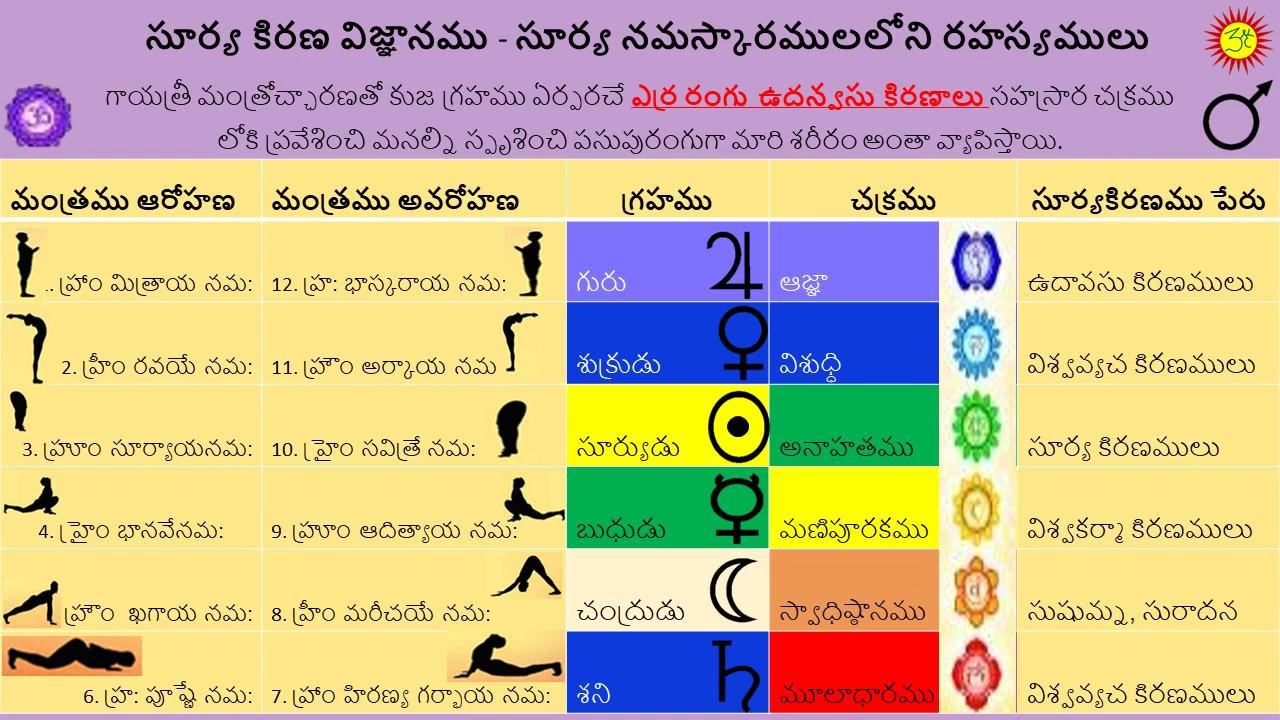 సూర్య కిరణ విజ్ఞానము - సూర్య నమస్కారములలోని రహస్యములు
గాయత్రీ మంత్రోచ్చారణతో కుజ గ్రహము ఏర్పరచే ఎర్ర రంగు ఉదన్వసు కిరణాలు సహస్రార చక్రము
లోకి ప్రవేశించి మనల్ని స్పృశించి పసుపురంగుగా మారి శరీరం అంతా వ్యాపిస్తాయి.
మంత్రము ఆరోహణ మంత్రము అవరోహణ గ్రహము చక్రము సూర్యకిరణము పేరు
.. హ్రాం మిత్రాయ నమ: 12. హ్ర: భాస్కరాయ నమ: గురు ఆజ్ఞా ఉదావసు కిరణములు
2. హ్రీం రవయే నమ: 11. హ్రౌం అర్కాయ నమ శుక్రుడు విశుద్ధి విశ్వవ్యచ కిరణములు
3. హ్రూం సూర్యాయనమ: 10. హ్రైం సవిత్రే నమ: సూర్యుడు అనాహతము సూర్య కిరణములు
4. హ్రైం భానవేనమ: 9. హ్రూం ఆదిత్యాయ నమ: బుధుడు మణిపూరకము విశ్వకర్మా కిరణములు
హ్రౌం ఖగాయ నమ: 8. హ్రీం మరీచయే నమ: చంద్రుడు స్వాధిష్ఠానము సుషుమ్న, సురాదన
6. హ్ర: పూష్ణే నమ: 7. హ్రాం హిరణ్య గర్భాయ నమ: శని మూలాధారము విశ్వవ్యచ కిరణములు